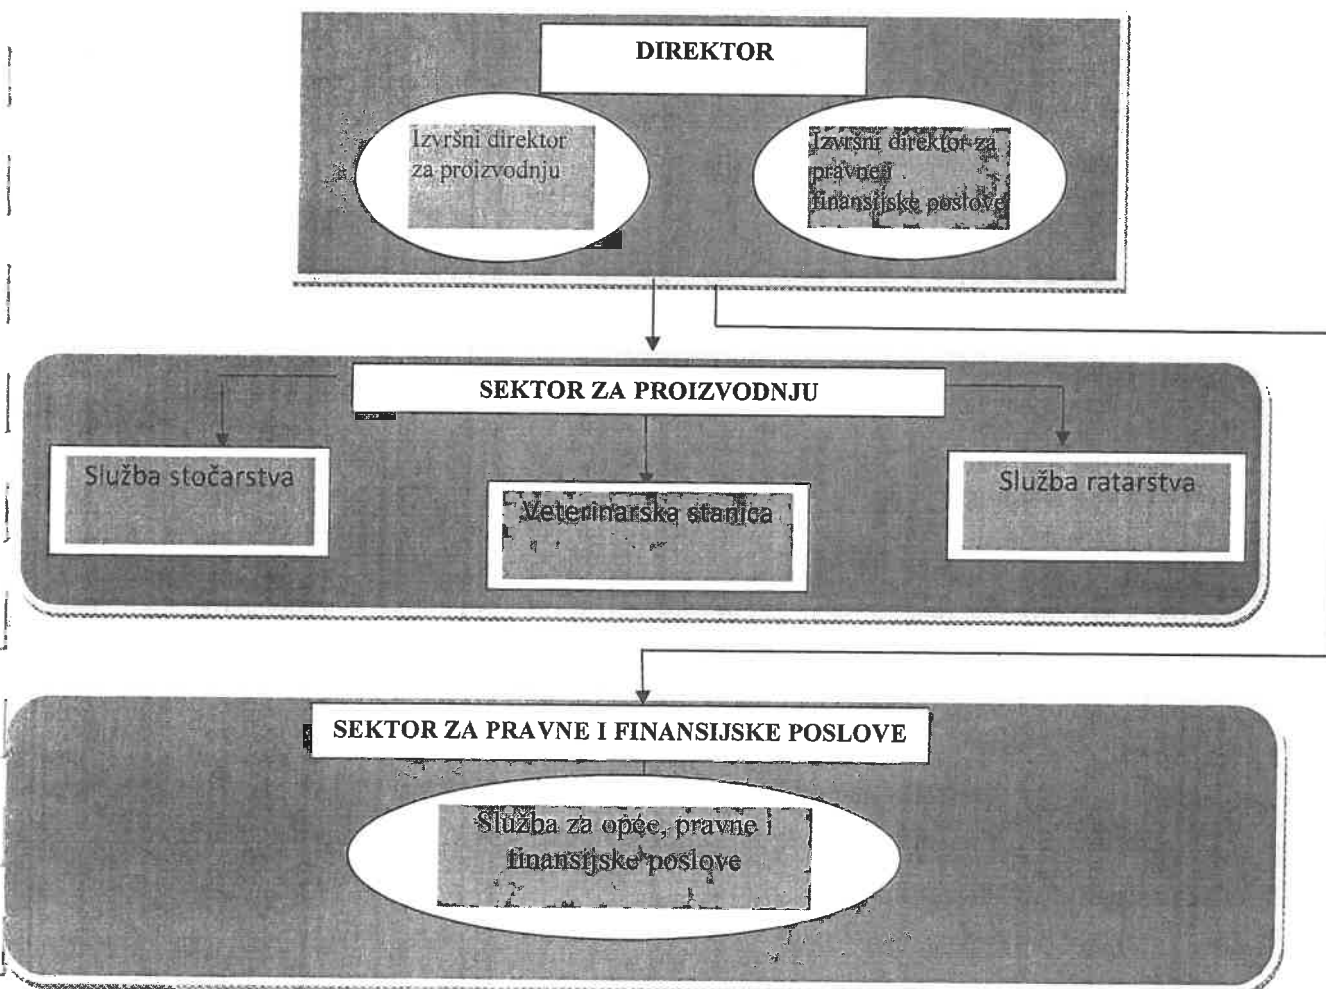 DIREKTOR
Izvršni direktor
za proizvodnju
Izvršni direktor za
pravne i
finansijske poslove
SEKTOR ZA PROIZVODNJU
Služba stočarstva
Veterinarska stanica
Služba ratarstva
SEKTOR ZA PRAVNE I FINANSIJSKE POSLOVE
Služba za opće, pravne i
finansijske poslove